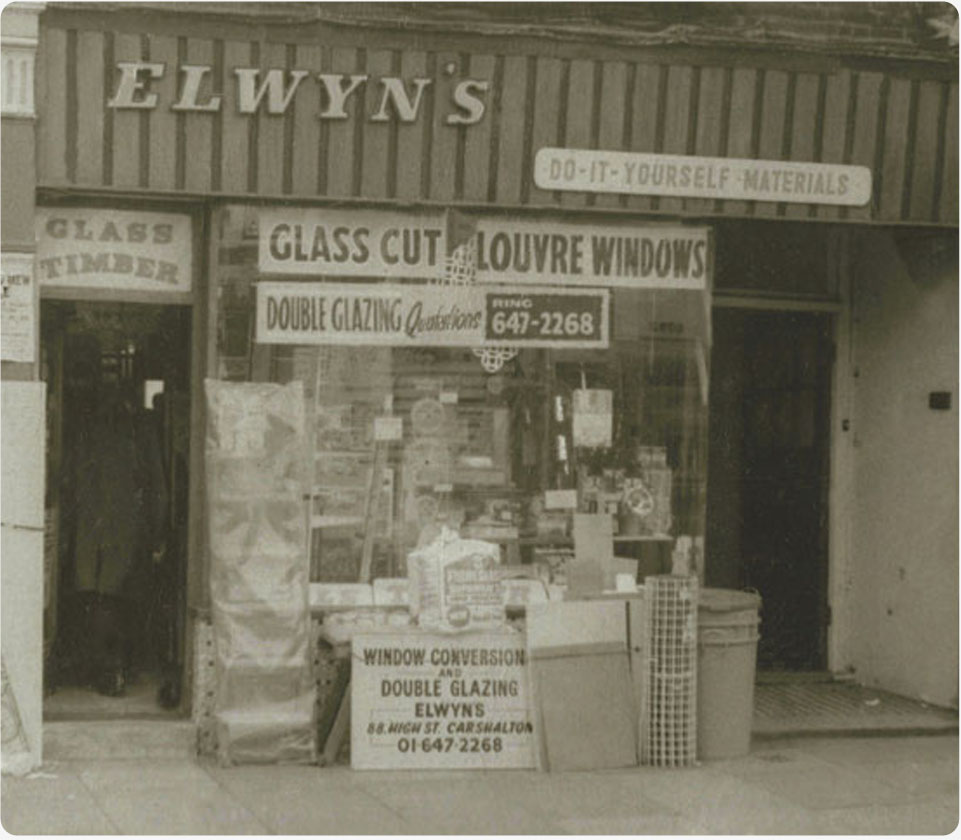 ELWYN'S
DO-IT-YOURSELF MATERIALS
GLASS
TIMBER
GLASS CUT LOUVRE WINDOWS
DOUBLE GLAZING Quotations RING
647-2268
WINDOW CONVERSION
AND
DOUBLE GLAZING
ELWYN'S
88. HIGH ST. CARSHALTON
01 647-2268